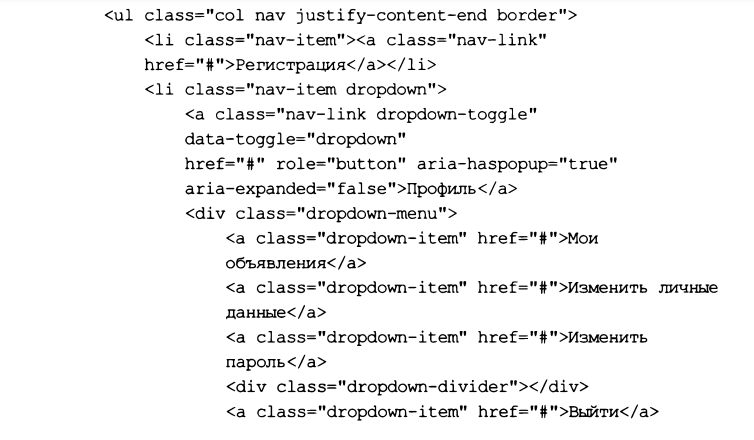 <ul class="col nav justify-content-end border">
<li class="nav-item"><a class="nav-link"
href="#">Регистрация</a></li>
<li class="nav-item dropdown">
<a class="nav-link dropdown-toggle"
data-toggle="dropdown"
href="#" role="button" aria-haspopup="true"
aria-expanded="false">Профиль</a>
<div class="dropdown-menu">
<a class="dropdown-item" href="#">Мои
объявления</a>
<a class="dropdown-item" href="#">Изменить личные
данные</a>
<a class="dropdown-item" href="#">Изменить
пароль</a>
<div class="dropdown-divider"></div>
<a class="dropdown-item" href="#">Выйти</a>